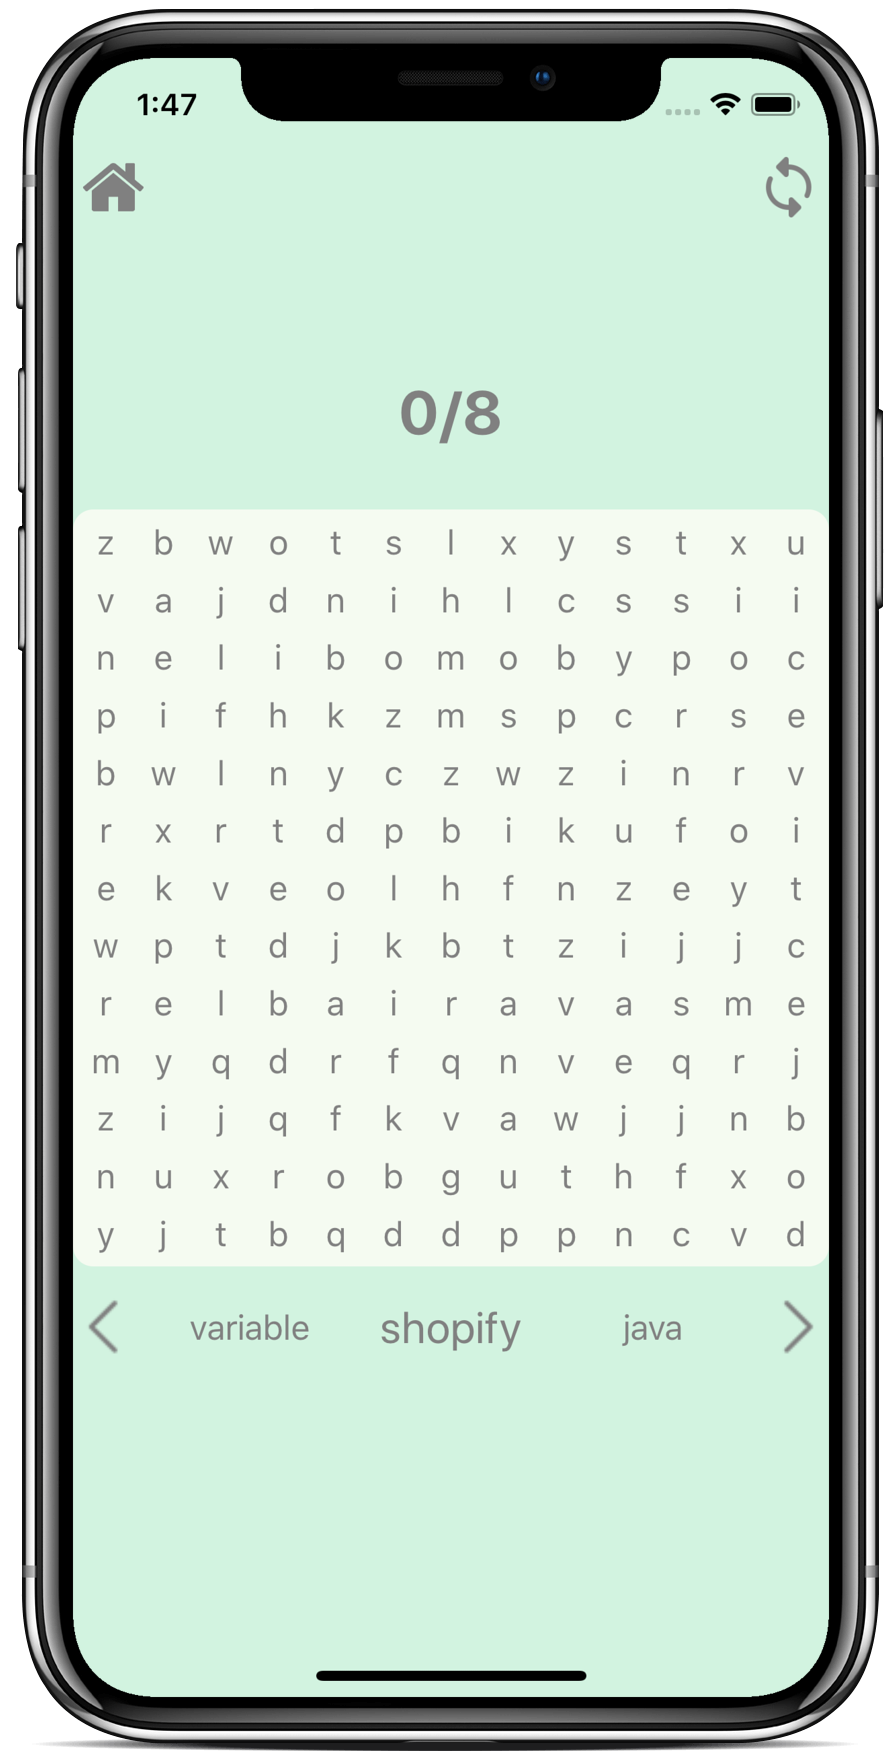 1:47
0/8
z b w o t s l x y s t x u
v a j d n i h l c s s i i
n e l i b o m o b y p o c
p i f h k z m s p c r s e
b w l n y c z w z i n r v
r x r t d p b i k u f o i
e k v e o l h f n z e y t
w p t d j k b t z i j j c
r e l b a i r a v a s m e
m y q d r f q n v e q r j
z i j q f k v a w j j n b
n u x r o b g u t h f x o
y j t b q d d p p n c v d
variable shopify java